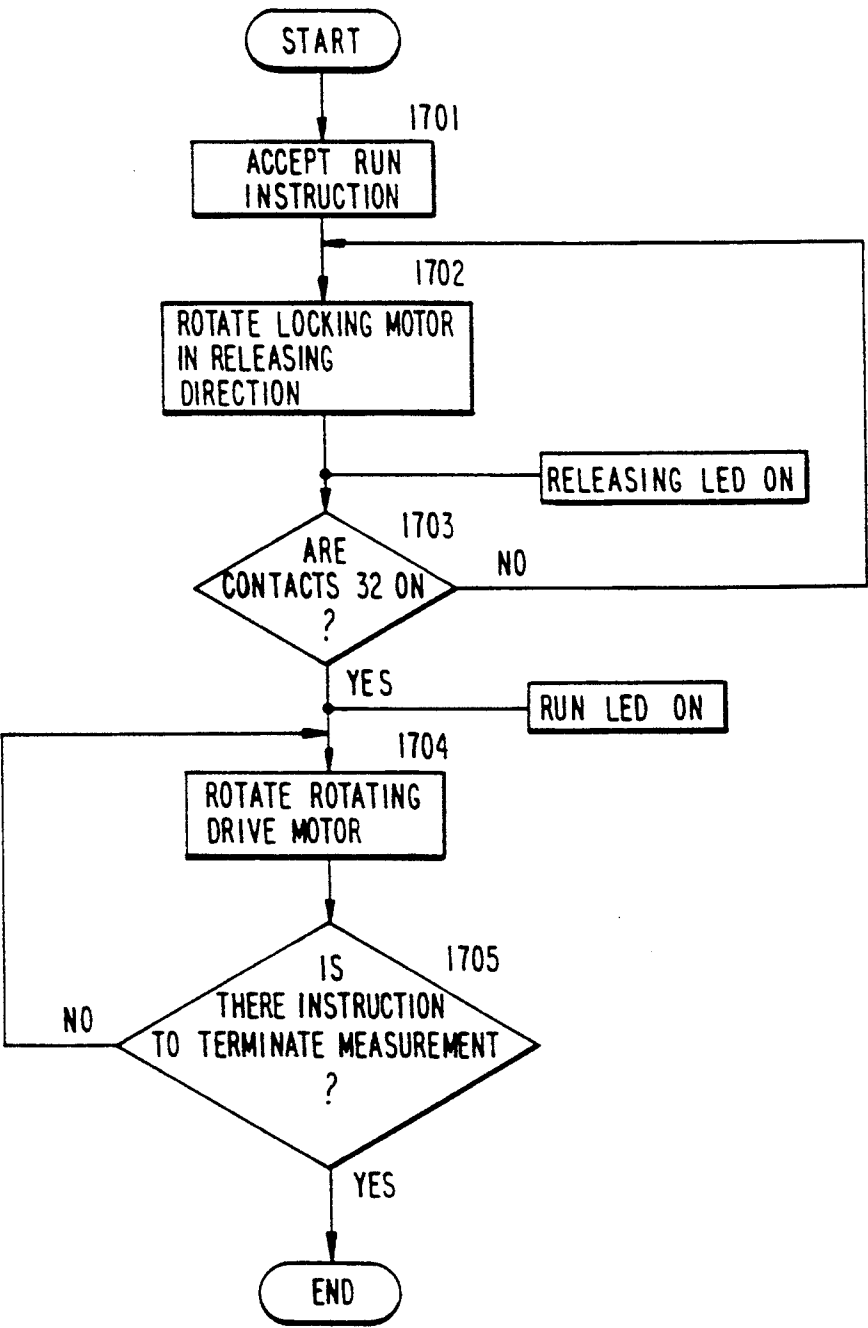 START
1701
ACCEPT RUN
INSTRUCTION
1702
ROTATE LOCKING MOTOR
IN RELEASING
DIRECTION
RELEASING LED ON
1703
ARE
CONTACTS 32 ON
?
NO
YES
RUN LED ON
1704
ROTATE ROTATING
DRIVE MOTOR
1705
IS
THERE INSTRUCTION
TO TERMINATE MEASUREMENT
?
NO
YES
END